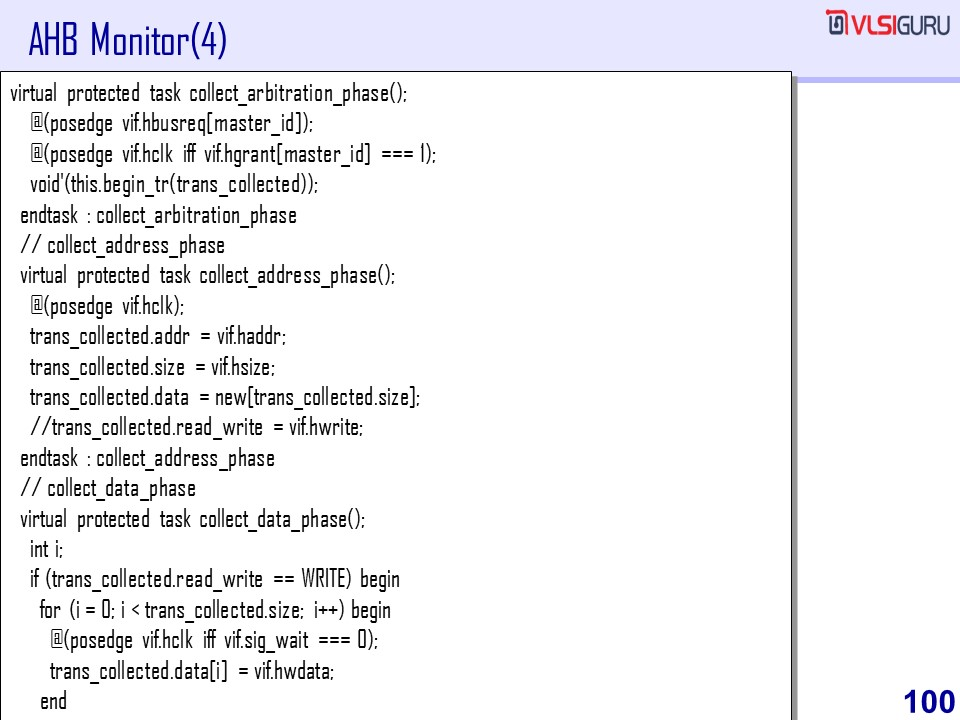 AHB Monitor(4)
VLSIGURU
virtual protected task collect_arbitration_phase();
@(posedge vif.hbusreq[master_id]);
@(posedge vif.hclk iff vif.hgrant[master_id] === 1);
void'(this.begin_tr(trans_collected));
endtask : collect_arbitration_phase
// collect_address_phase
virtual protected task collect_address_phase();
@(posedge vif.hclk);
trans_collected.addr = vif.haddr;
trans_collected.size = vif.hsize;
trans_collected.data = new[trans_collected.size];
//trans_collected.read_write = vif.hwrite;
endtask : collect_address_phase
// collect_data_phase
virtual protected task collect_data_phase();
int i;
if (trans_collected.read_write == WRITE) begin
for (i = 0; i < trans_collected.size; i++) begin
@(posedge vif.hclk iff vif.sig_wait === 0);
trans_collected.data[i] = vif.hwdata;
end
100